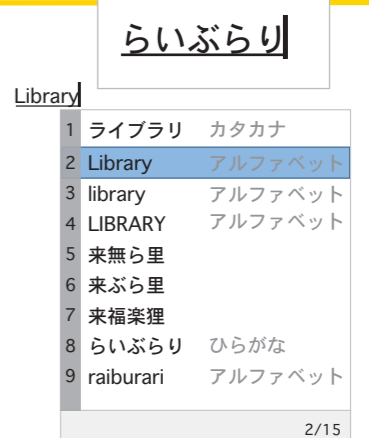 らいぶらり
Library
1 ライブラリ カタカナ
2 Library アルファベット
3 library アルファベット
4 LIBRARY アルファベット
5 来無ら里
6 来ぶら里
7 来福楽狸
8 らいぶらり ひらがな
9 raiburari アルファベット
2/15